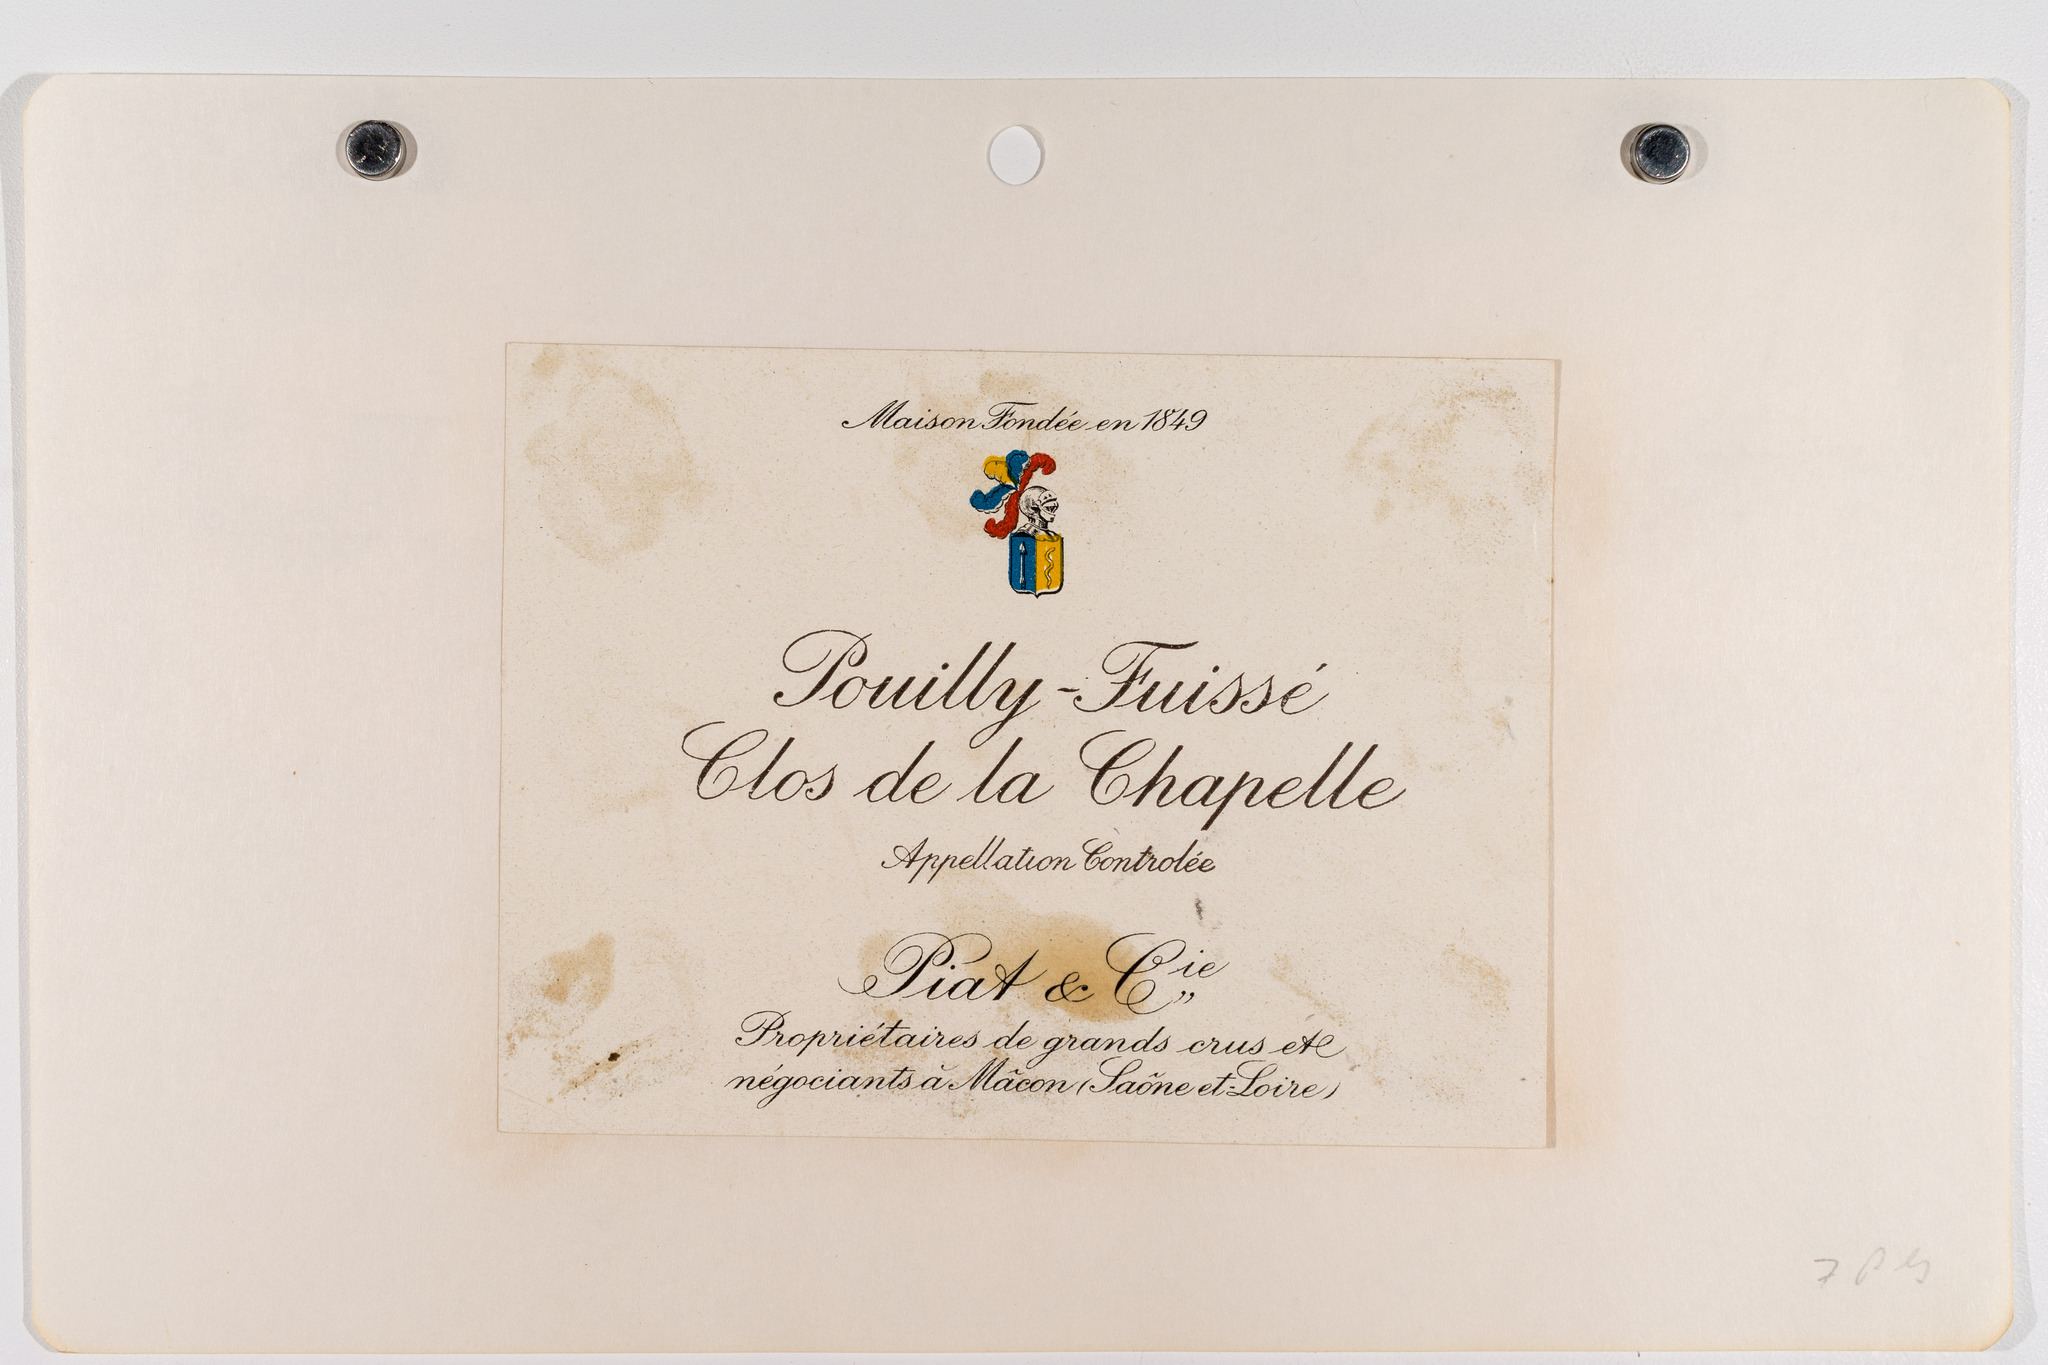 Maison Fondée en 1849
Pouilly-Fuissé
Clos de la Chapelle
Appellation Controlée
Piat & Cie
Propriétaires de grands crus et
négociants à Mâcon (Saône et-Loire)